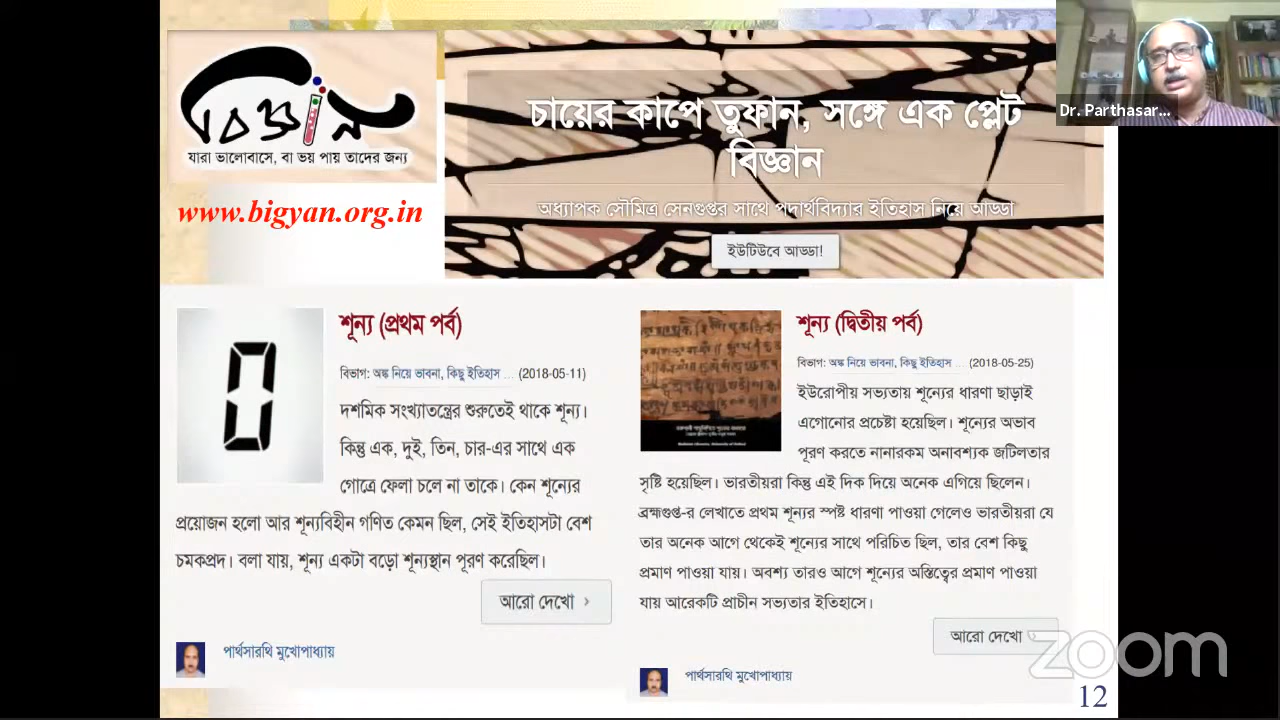 বিজ্ঞান
যারা ভালোবাসে, বা ভয় পায় তাদের জন্য
www.bigyan.org.in
চায়ের কাপে তুফান, সঙ্গে এক প্লেট
বিজ্ঞান
অধ্যাপক সৌমিত্র সেনগুপ্তর সাথে পদার্থবিদ্যার ইতিহাস নিয়ে আড্ডা
ইউটিউবে আড্ডা!
Dr. Parthasar...
শূন্য (প্রথম পর্ব)
বিভাগ: অঙ্ক নিয়ে ভাবনা, কিছু ইতিহাস ... (2018-05-11)
দশমিক সংখ্যাতন্ত্রের শুরুতেই থাকে শূন্য।
কিন্তু এক, দুই, তিন, চার-এর সাথে এক
গোত্রে ফেলা চলে না তাকে। কেন শূন্যের
প্রয়োজন হলো আর শূন্যবিহীন গণিত কেমন ছিল, সেই ইতিহাসটা বেশ
চমকপ্রদ। বলা যায়, শূন্য একটা বড়ো শূন্যস্থান পূরণ করেছিল।
আরো দেখো ›
পার্থসারথি মুখোপাধ্যায়
শূন্য (দ্বিতীয় পর্ব)
বিভাগ: অঙ্ক নিয়ে ভাবনা, কিছু ইতিহাস ... (2018-05-25)
ইউরোপীয় সভ্যতায় শূন্যের ধারণা ছাড়াই
এগোনোর প্রচেষ্টা হয়েছিল। শূন্যের অভাব
পূরণ করতে নানারকম অনাবশ্যক জটিলতার
সৃষ্টি হয়েছিল। ভারতীয়রা কিন্তু এই দিক দিয়ে অনেক এগিয়ে ছিলেন।
ব্রহ্মগুপ্ত-র লেখাতে প্রথম শূন্যর স্পষ্ট ধারণা পাওয়া গেলেও ভারতীয়রা যে
তার অনেক আগে থেকেই শূন্যের সাথে পরিচিত ছিল, তার বেশ কিছু
প্রমাণ পাওয়া যায়। অবশ্য তারও আগে শূন্যের অস্তিত্বের প্রমাণ পাওয়া
যায় আরেকটি প্রাচীন সভ্যতার ইতিহাসে।
আরো দেখো ›
পার্থসারথি মুখোপাধ্যায়
zoom
12